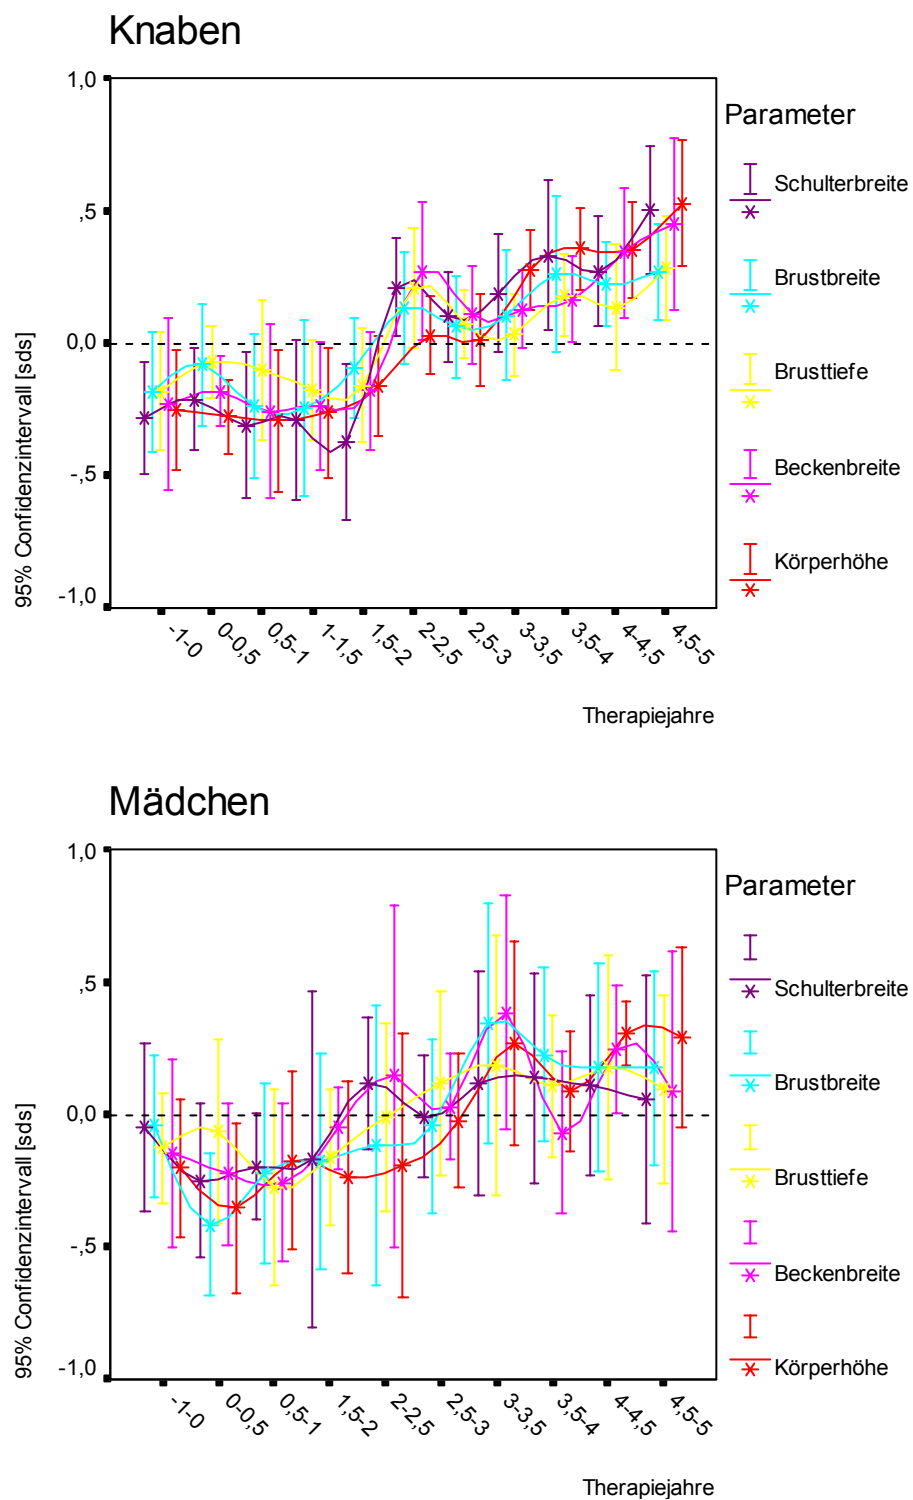 Knaben
1,0
,5
0,0
-,5
-1,0
95% Confidenzintervall [sds]
-1-0
0-0,5
0,5-1
1-1,5
1,5-2
2-2,5
2,5-3
3-3,5
3,5-4
4-4,5
4,5-5
Therapiejahre
Parameter
Schulterbreite
Brustbreite
Brusttiefe
Beckenbreite
Körperhöhe
Mädchen
1,0
,5
0,0
-,5
-1,0
95% Confidenzintervall [sds]
-1-0
0-0,5
0,5-1
1,5-2
2-2,5
2,5-3
3-3,5
3,5-4
4-4,5
4,5-5
Therapiejahre
Parameter
Schulterbreite
Brustbreite
Brusttiefe
Beckenbreite
Körperhöhe